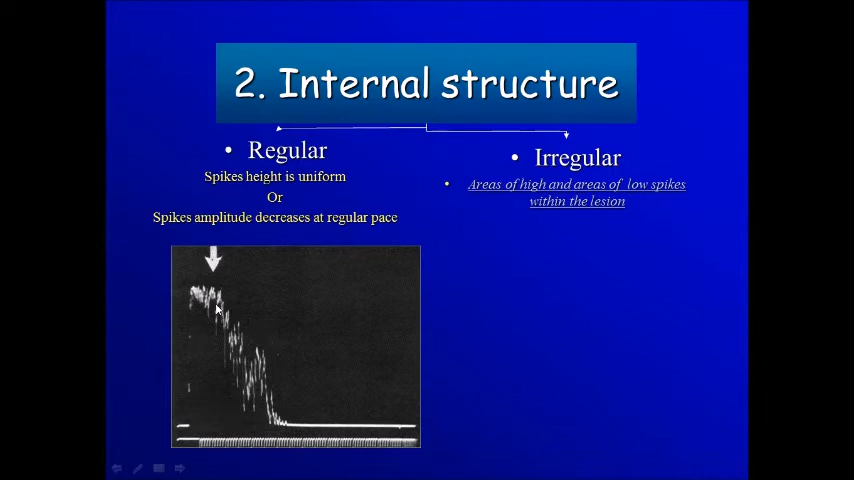 2. Internal structure
• Regular
Spikes height is uniform
Or
Spikes amplitude decreases at regular pace
• Irregular
• Areas of high and areas of low spikes
within the lesion